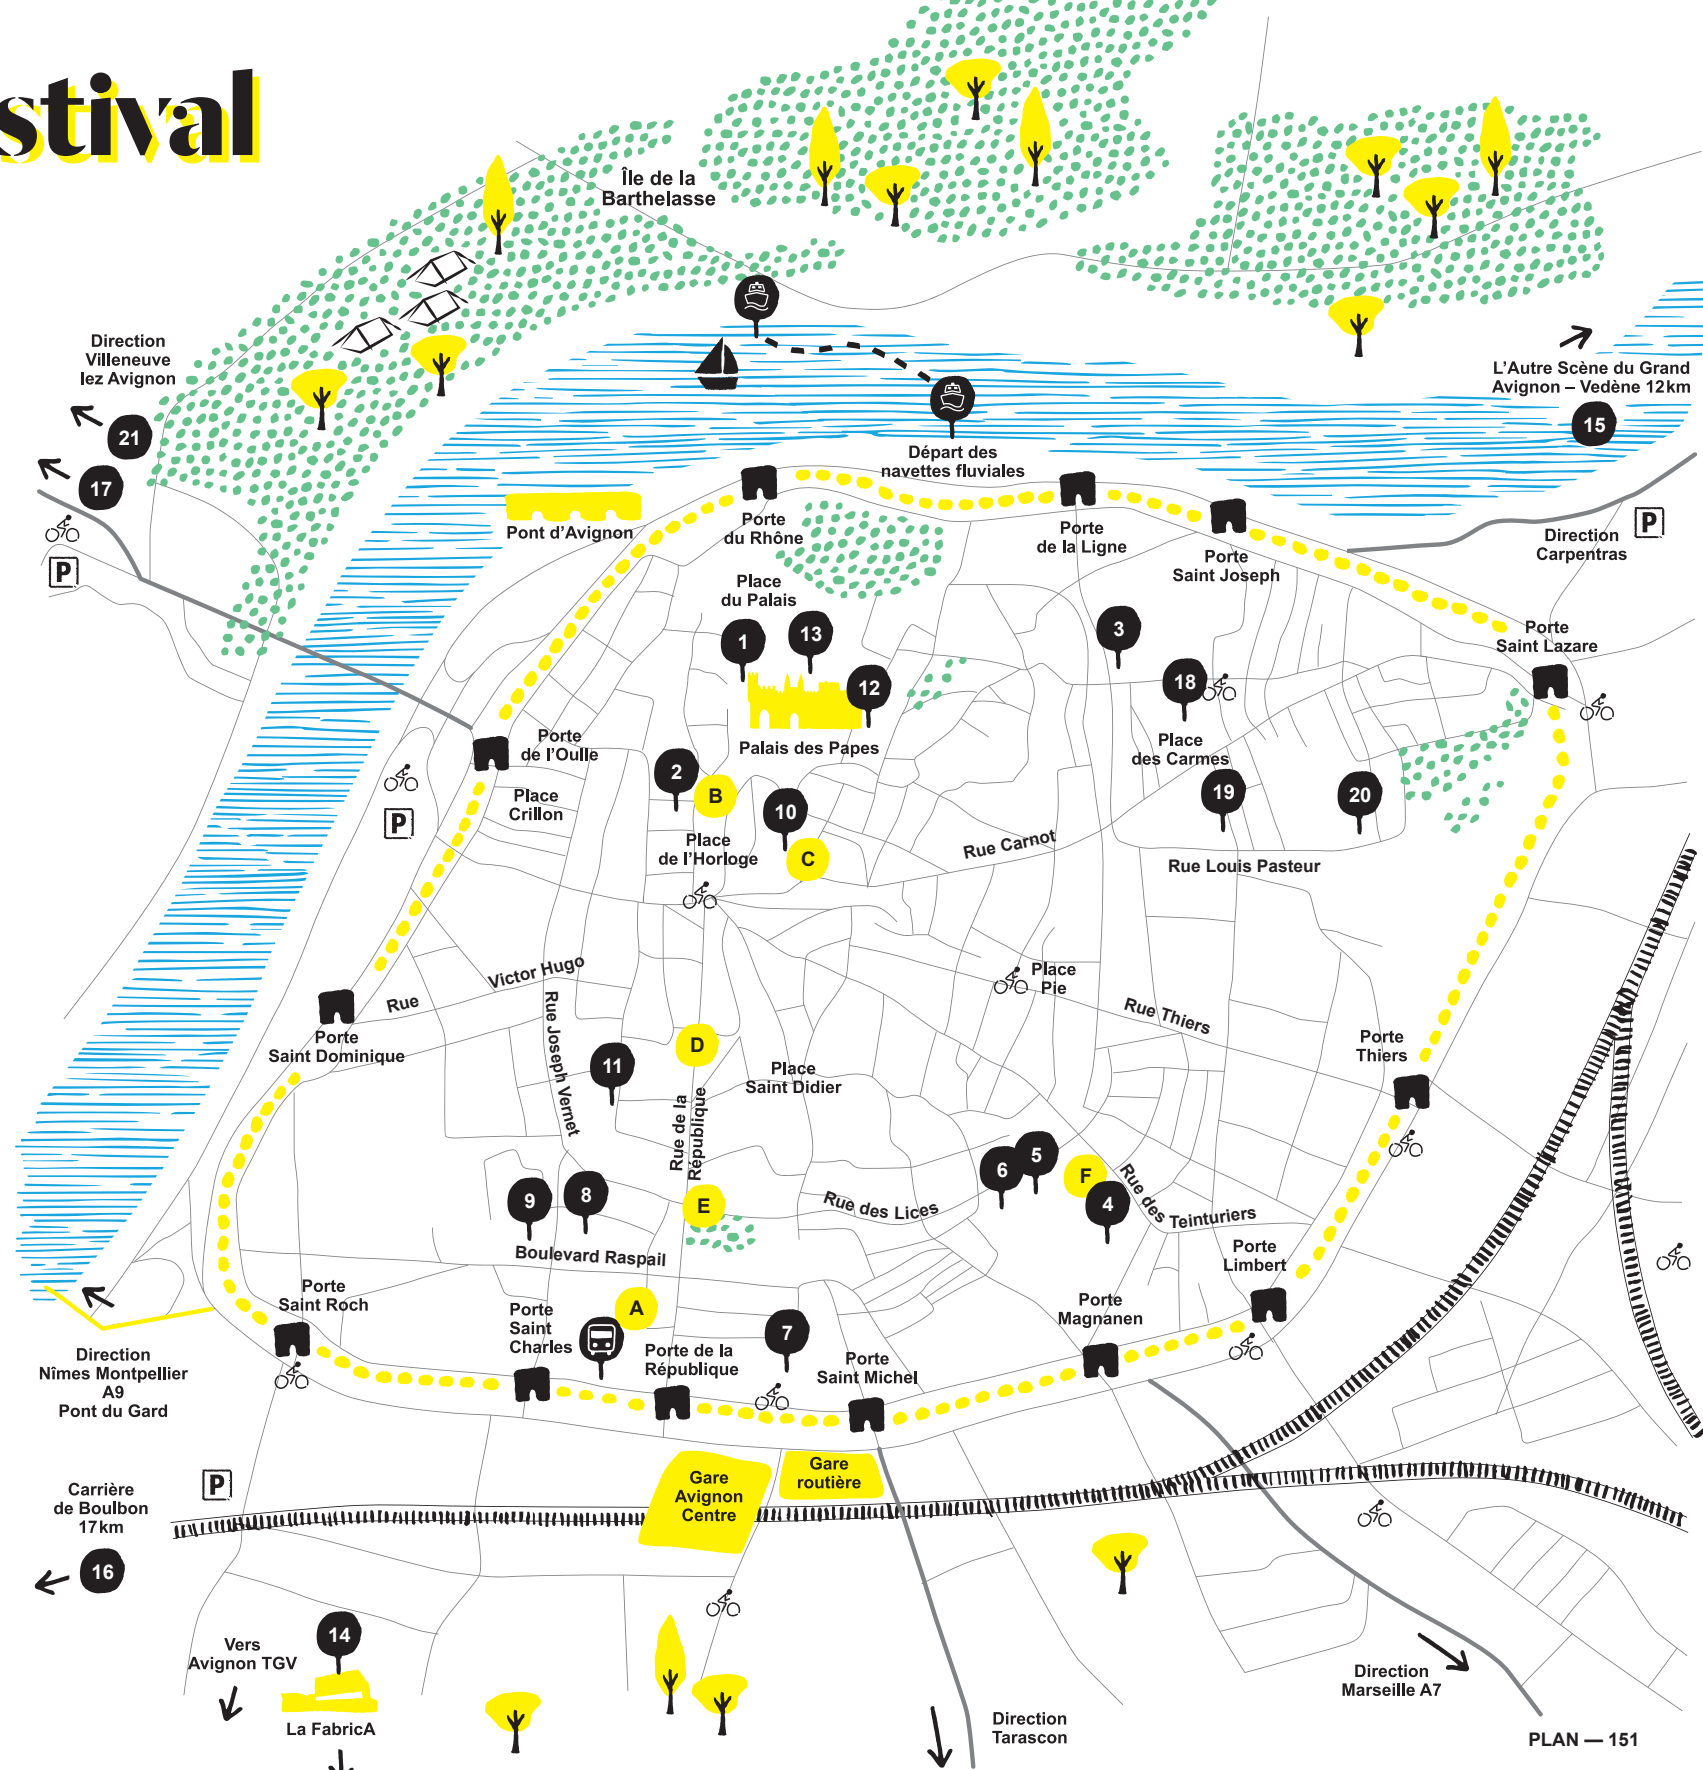 stival
Île de la
Barthelasse
Direction
Villeneuve
lez Avignon
21
17
P
L'Autre Scène du Grand
Avignon – Vedène 12km
15
Départ des
navettes fluviales
Pont d'Avignon
Porte
du Rhône
Porte
de la Ligne
Porte
Saint Joseph
Direction
Carpentras
P
Place
du Palais
1
13
12
Palais des Papes
3
18
Porte
Saint Lazare
Porte
de l'Oulle
Place
Crillon
P
2
B
10
C
Place
de l'Horloge
Place
des Carmes
19
20
Rue Carnot
Rue Louis Pasteur
Rue Victor Hugo
Porte
Saint Dominique
Rue Joseph Vernet
11
D
Place
Saint Didier
Rue de la
République
Place
Pie
Rue Thiers
Porte
Thiers
9
8
E
Rue des Lices
6
5
F
4
Rue des Teinturiers
Boulevard Raspail
Porte
Limbert
Porte
Saint Roch
Porte
Saint
Charles
A
Porte de la
République
7
Porte
Saint Michel
Porte
Magnanen
Direction
Nîmes Montpellier
A9
Pont du Gard
P
Gare
Avignon
Centre
Gare
routière
Carrière
de Boulbon
17km
16
14
Vers
Avignon TGV
La FabricA
Direction
Tarascon
Direction
Marseille A7
PLAN — 151